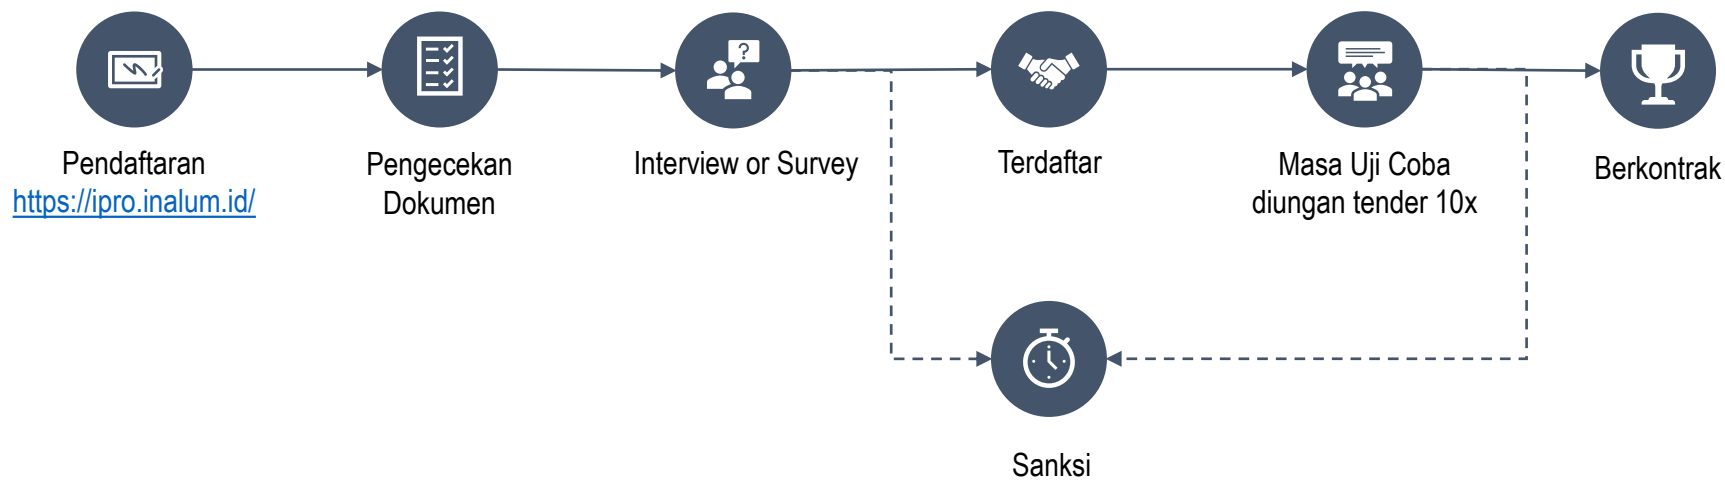 ?
Pendaftaran
https://ipro.inalum.id/
Pengecekan
Dokumen
Interview or Survey
Terdaftar
Masa Uji Coba
diungan tender 10x
Berkontrak
Sanksi